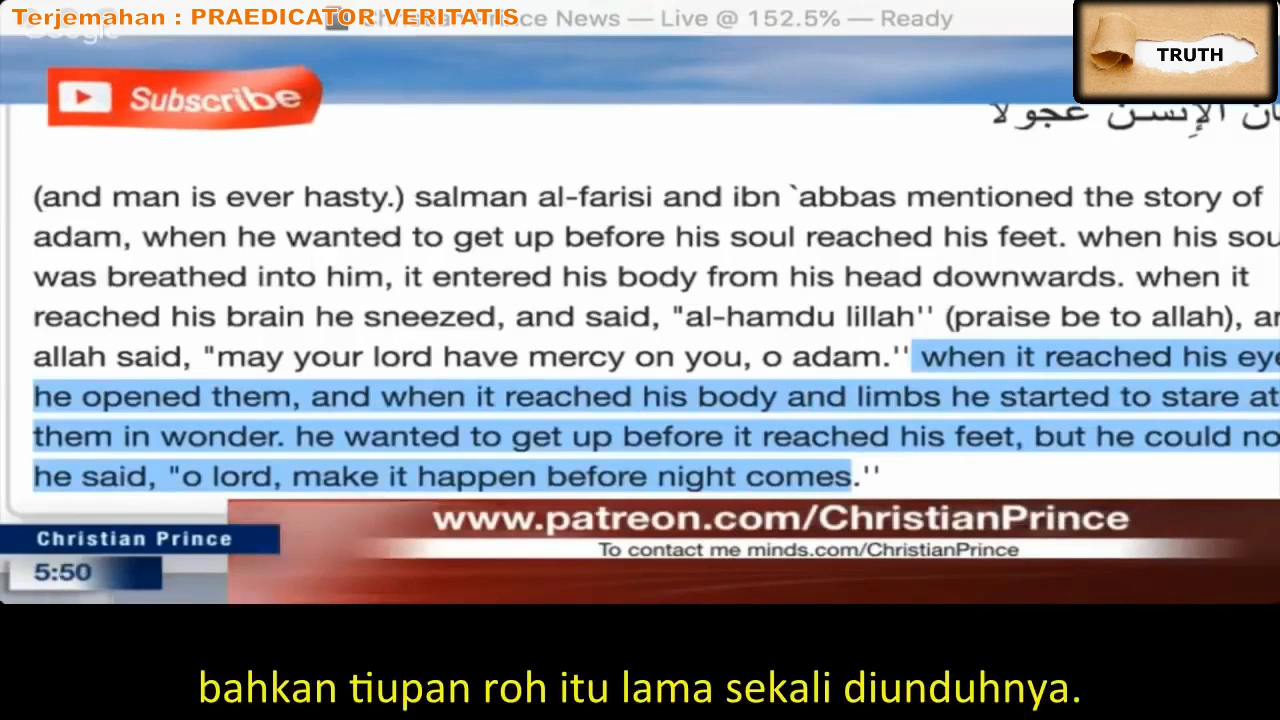 Terjemahan : PRAEDICATOR VERITATIS
nce News — Live @ 152.5% — Ready
Google
TRUTH
Subscribe
(and man is ever hasty.) salman al-farisi and ibn `abbas mentioned the story of
adam, when he wanted to get up before his soul reached his feet. when his sou
was breathed into him, it entered his body from his head downwards. when it
reached his brain he sneezed, and said, "al-hamdu lillah'' (praise be to allah), an
allah said, "may your lord have mercy on you, o adam.'' when it reached his eye
he opened them, and when it reached his body and limbs he started to stare at
them in wonder. he wanted to get up before it reached his feet, but he could no
he said, "o lord, make it happen before night comes.''
www.patreon.com/ChristianPrince
To contact me minds.com/ChristianPrince
Christian Prince
5:50
bahkan tiupan roh itu lama sekali diunduhnya.